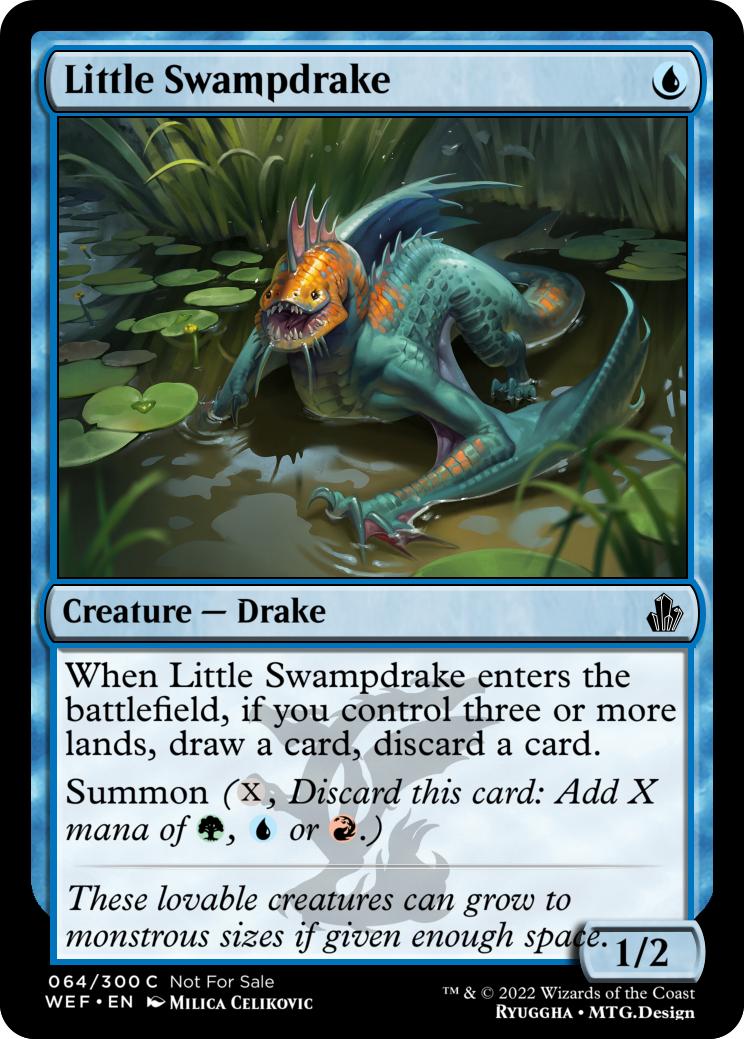 Little Swampdrake
Creature — Drake
When Little Swampdrake enters the
battlefield, if you control three or more
lands, draw a card, discard a card.
Summon (X, Discard this card: Add X
mana of , or .)
These lovable creatures can grow to
monstrous sizes if given enough space.
1/2
064/300 C Not For Sale
WEF • EN Milica Celikovic
™ & © 2022 Wizards of the Coast
Ryuggha • MTG.Design